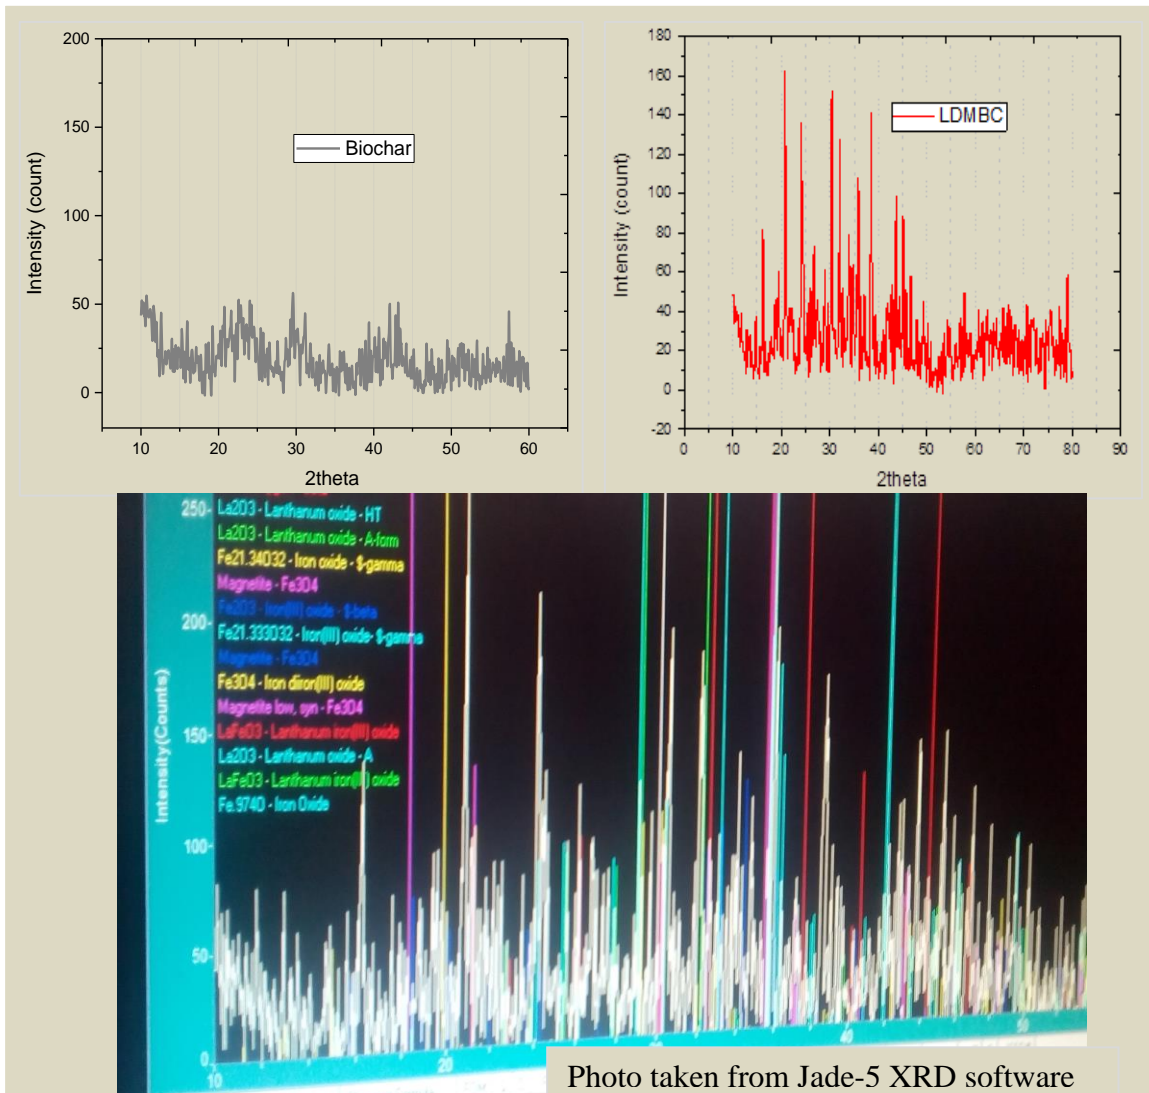 200
150
100
50
0
Intensity (count)
Biochar
10 20 30 40 50 60
2theta
180
160
140
120
100
80
60
40
20
0
-20
Intensity (count)
LDMBC
0 10 20 30 40 50 60 70 80 90
2theta
250-
200-
150-
100-
50-
0-
Intensity(Counts)
La2O3 - Lanthanum oxide - HT
La2O3 - Lanthanum oxide - A-form
Fe21.34O32 - Iron oxide - $-gamma
Magnetite - Fe3O4
Fe2O3 - Iron(III) oxide - $-beta
Fe21.333O32 - Iron(III) oxide- $-gamma
Magnetite - Fe3O4
Fe3O4 - Iron diiron(III) oxide
Magnetite low, syn - Fe3O4
LaFeO3 - Lanthanum iron(III) oxide
La2O3 - Lanthanum oxide - A
LaFeO3 - Lanthanum iron(III) oxide
Fe.974O - Iron Oxide
10 20 40 50
Photo taken from Jade-5 XRD software